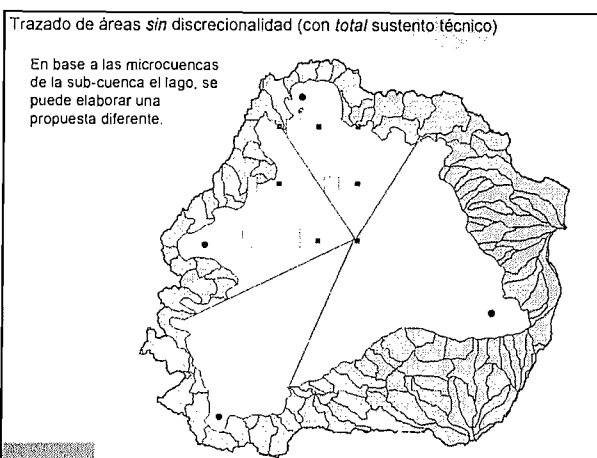 Trazado de áreas sin discrecionalidad (con total sustento técnico)
En base a las microcuencas
de la sub-cuenca el lago, se
puede elaborar una
propuesta diferente.